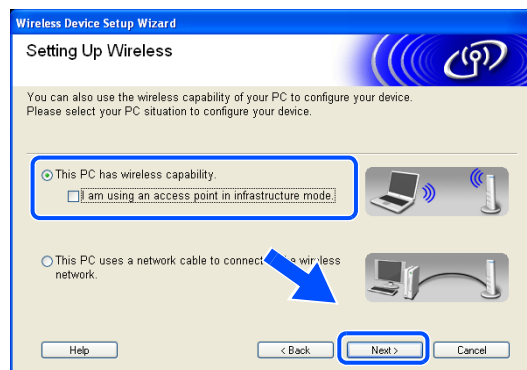 Wireless Device Setup Wizard
Setting Up Wireless
You can also use the wireless capability of your PC to configure your device.
Please select your PC situation to configure your device.
This PC has wireless capability.
I am using an access point in infrastructure mode.
This PC uses a network cable to connect wireless
network.
Help
< Back
Next >
Cancel